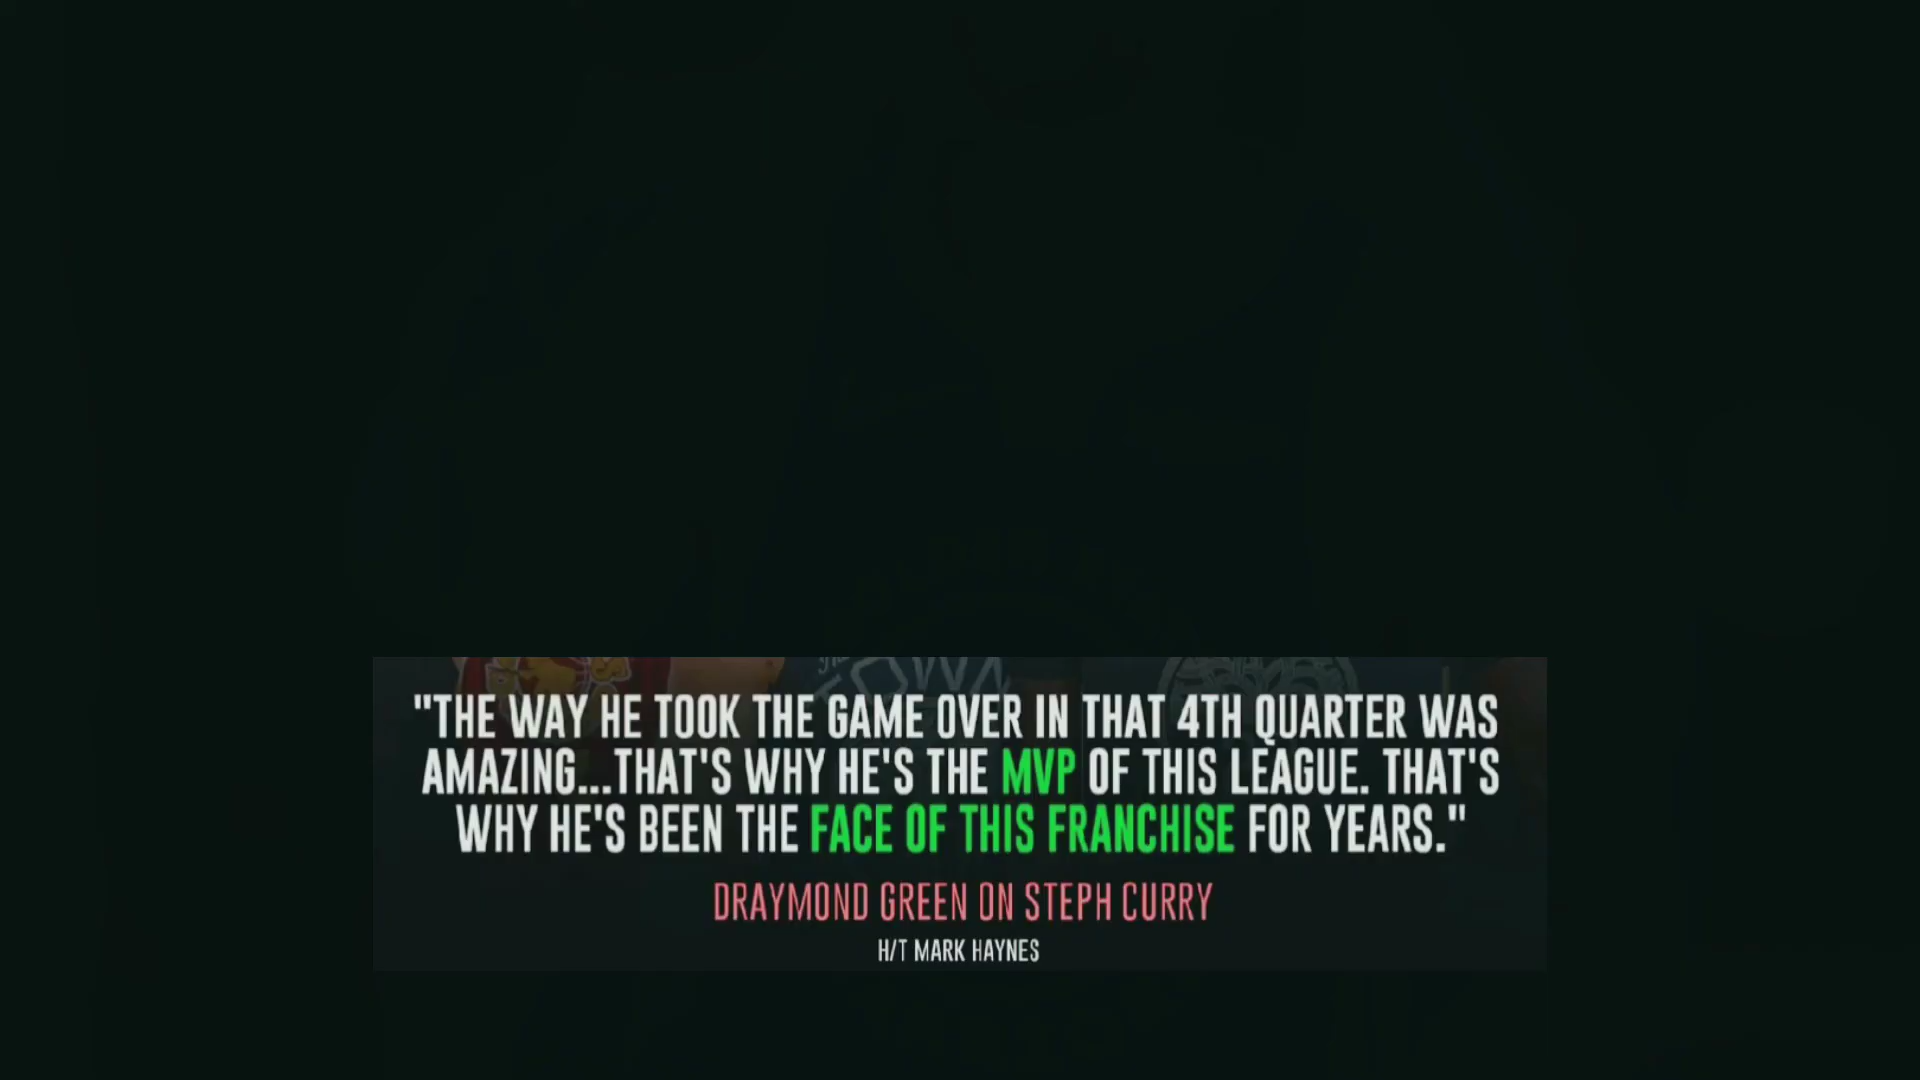 "THE WAY HE TOOK THE GAME OVER IN THAT 4TH QUARTER WAS
AMAZING...THAT'S WHY HE'S THE MVP OF THIS LEAGUE. THAT'S
WHY HE'S BEEN THE FACE OF THIS FRANCHISE FOR YEARS."
DRAYMOND GREEN ON STEPH CURRY
H/T MARK HAYNES